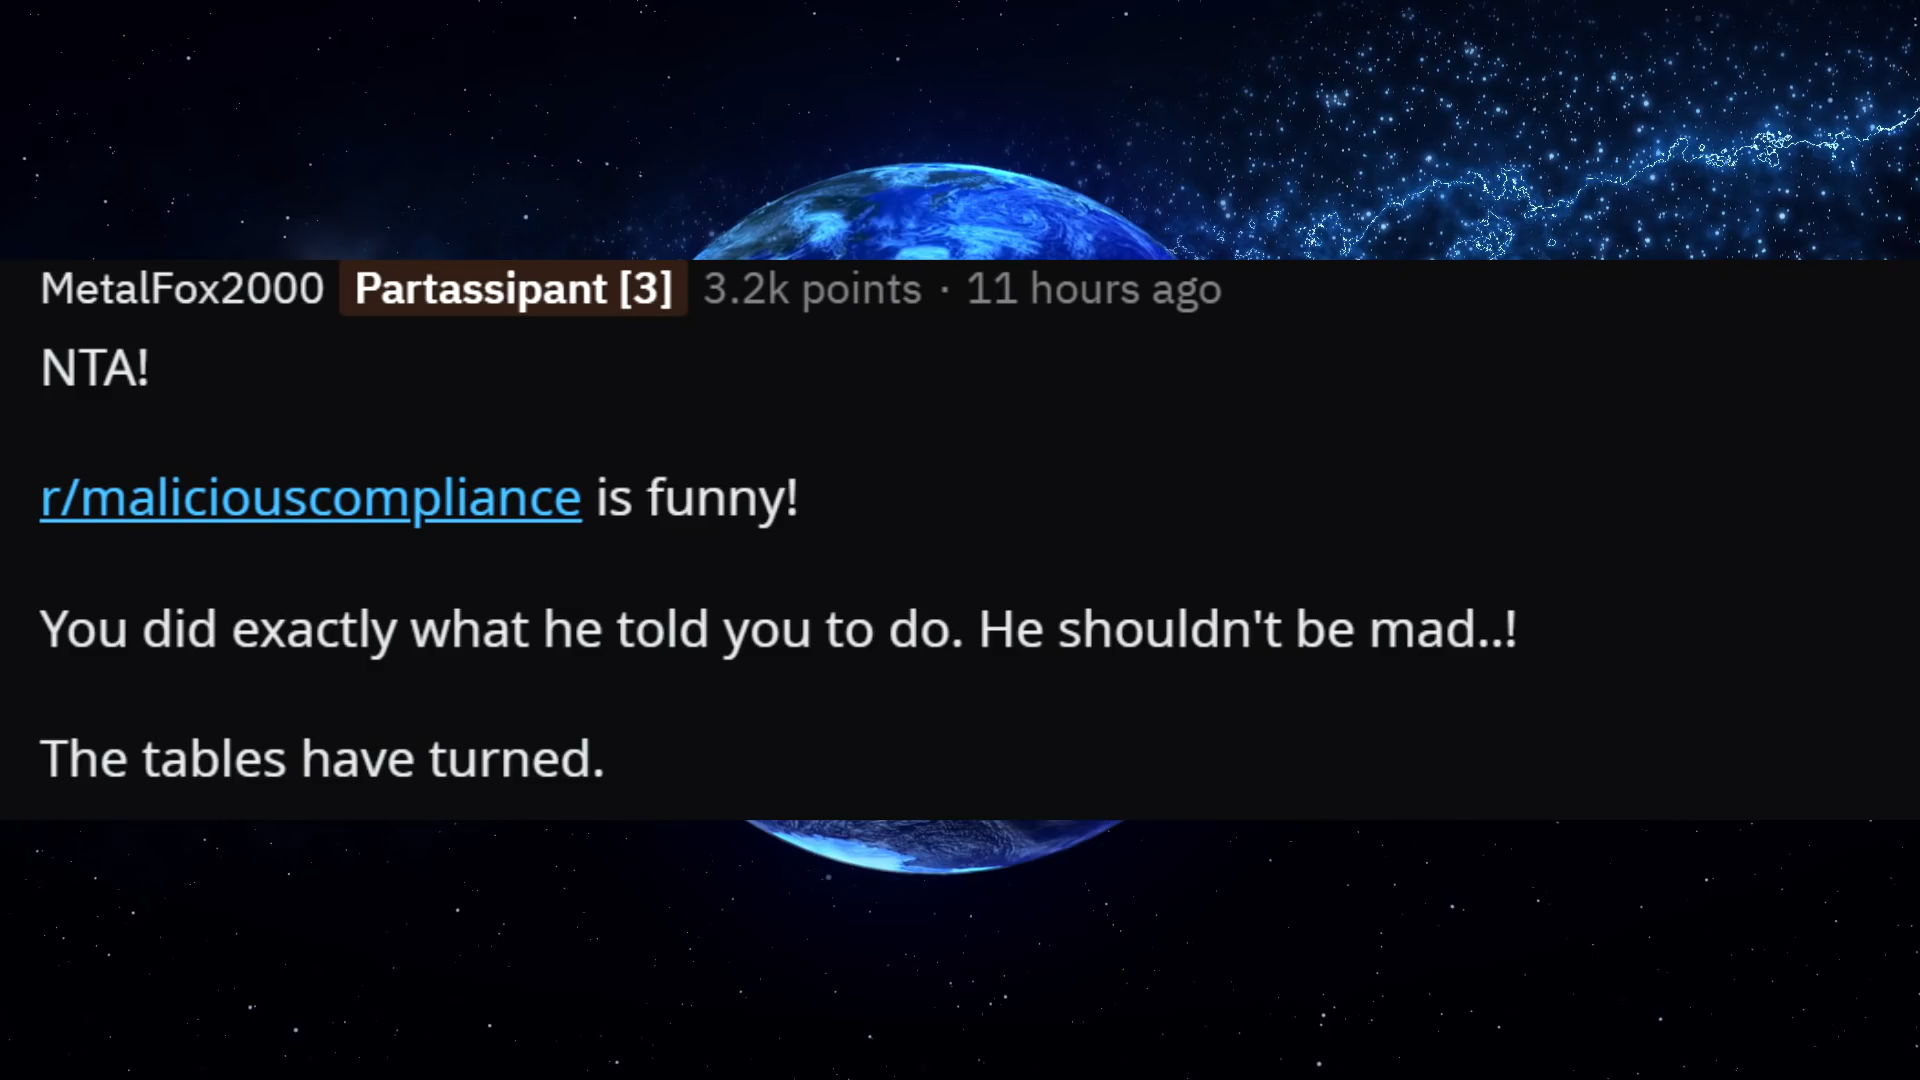 MetalFox2000 Partassipant [3] 3.2k points · 11 hours ago
NTA!
r/maliciouscompliance is funny!
You did exactly what he told you to do. He shouldn't be mad..!
The tables have turned.